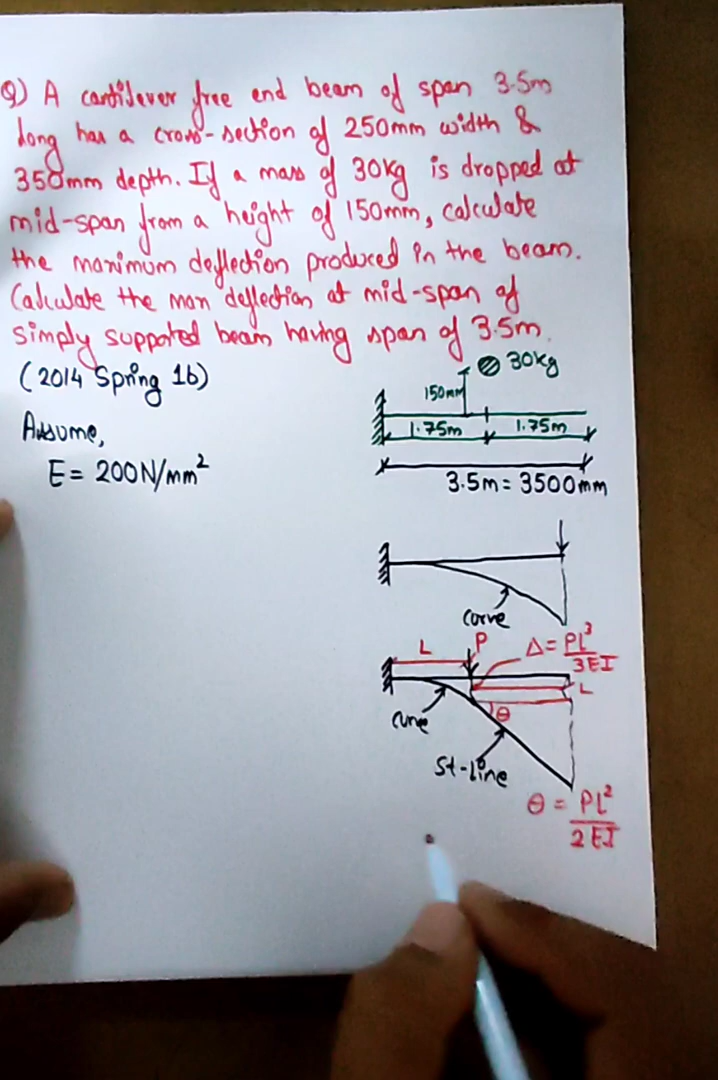 Q) A cantilever free end beam of span 3.5m
long has a cross-section of 250mm width &
350mm depth. If a mass of 30kg is dropped at
mid-span from a height of 150mm, calculate
the maximum deflection produced in the beam.
Calculate the max deflection at mid-span of
simply supported beam having span of 3.5m.
(2014 Spring 1b)
30kg
150mm
Assume,
1.75m 1.75m
E = 200N/mm²
3.5m = 3500mm
curve
L P Δ = PL³/3EI
L
θ
curve
St-line
θ = PL²/2EI